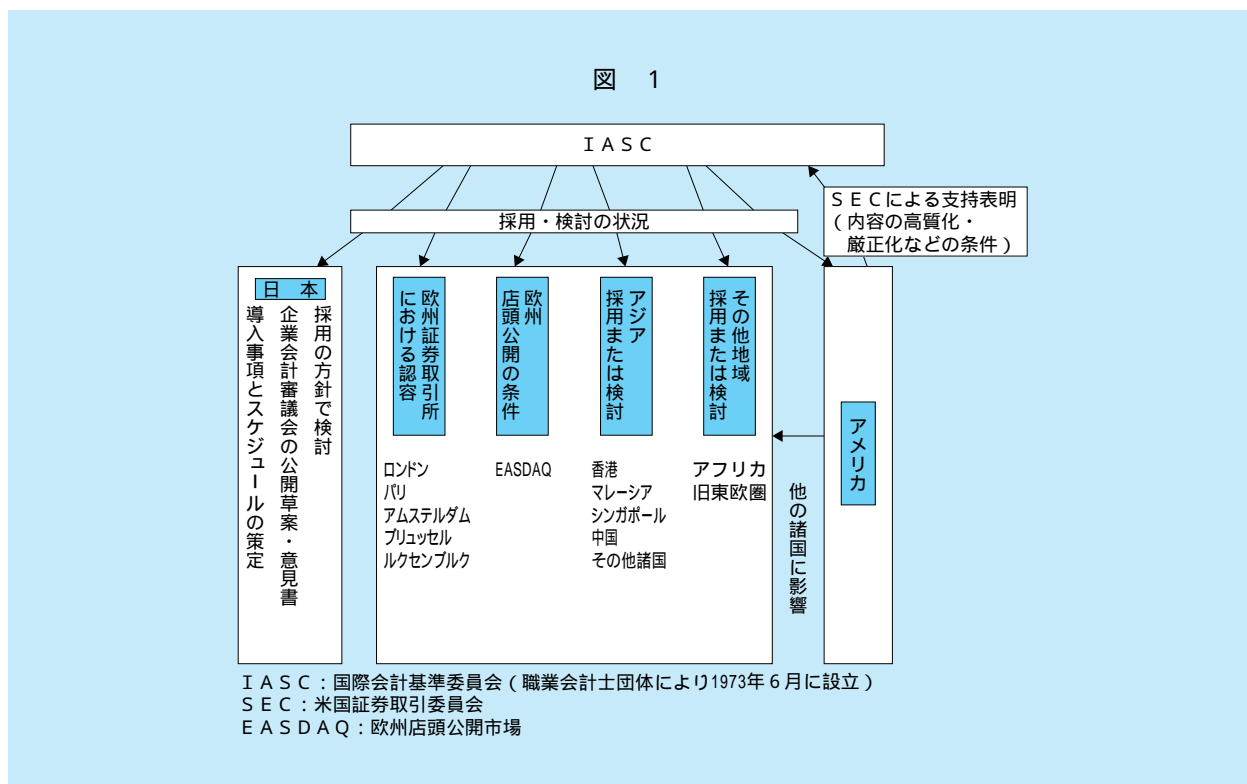 図 1
IASC
採用・検討の状況
SECによる支持表明
(内容の高質化・
厳正化などの条件)
日 本
採用の方針で検討
企業会計審議会の公開草案・意見書
導入事項とスケジュールの策定
欧州証券取引所
における認容
ロンドン
パリ
アムステルダム
ブリュッセル
ルクセンブルク
欧州
店頭公開の条件
EASDAQ
アジア
採用または検討
香港
マレーシア
シンガポール
中国
その他諸国
その他地域
採用または検討
アフリカ
旧東欧圏
他の諸国に影響
アメリカ
IASC:国際会計基準委員会(職業会計士団体により1973年6月に設立)
SEC:米国証券取引委員会
EASDAQ:欧州店頭公開市場